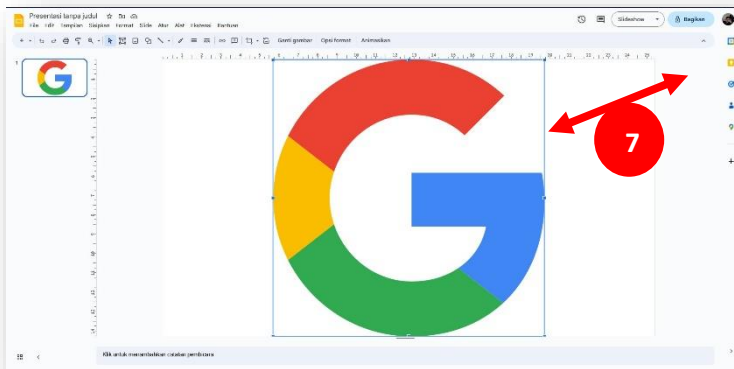 Presentasi tanpa judul
File Edit Tampilan Sisipkan Format Slide Atur Alat Ekstensi Bantuan
Slideshow
Bagikan
Ganti gambar Opsi format Animasikan
1
7
Klik untuk menambahkan catatan pembicara